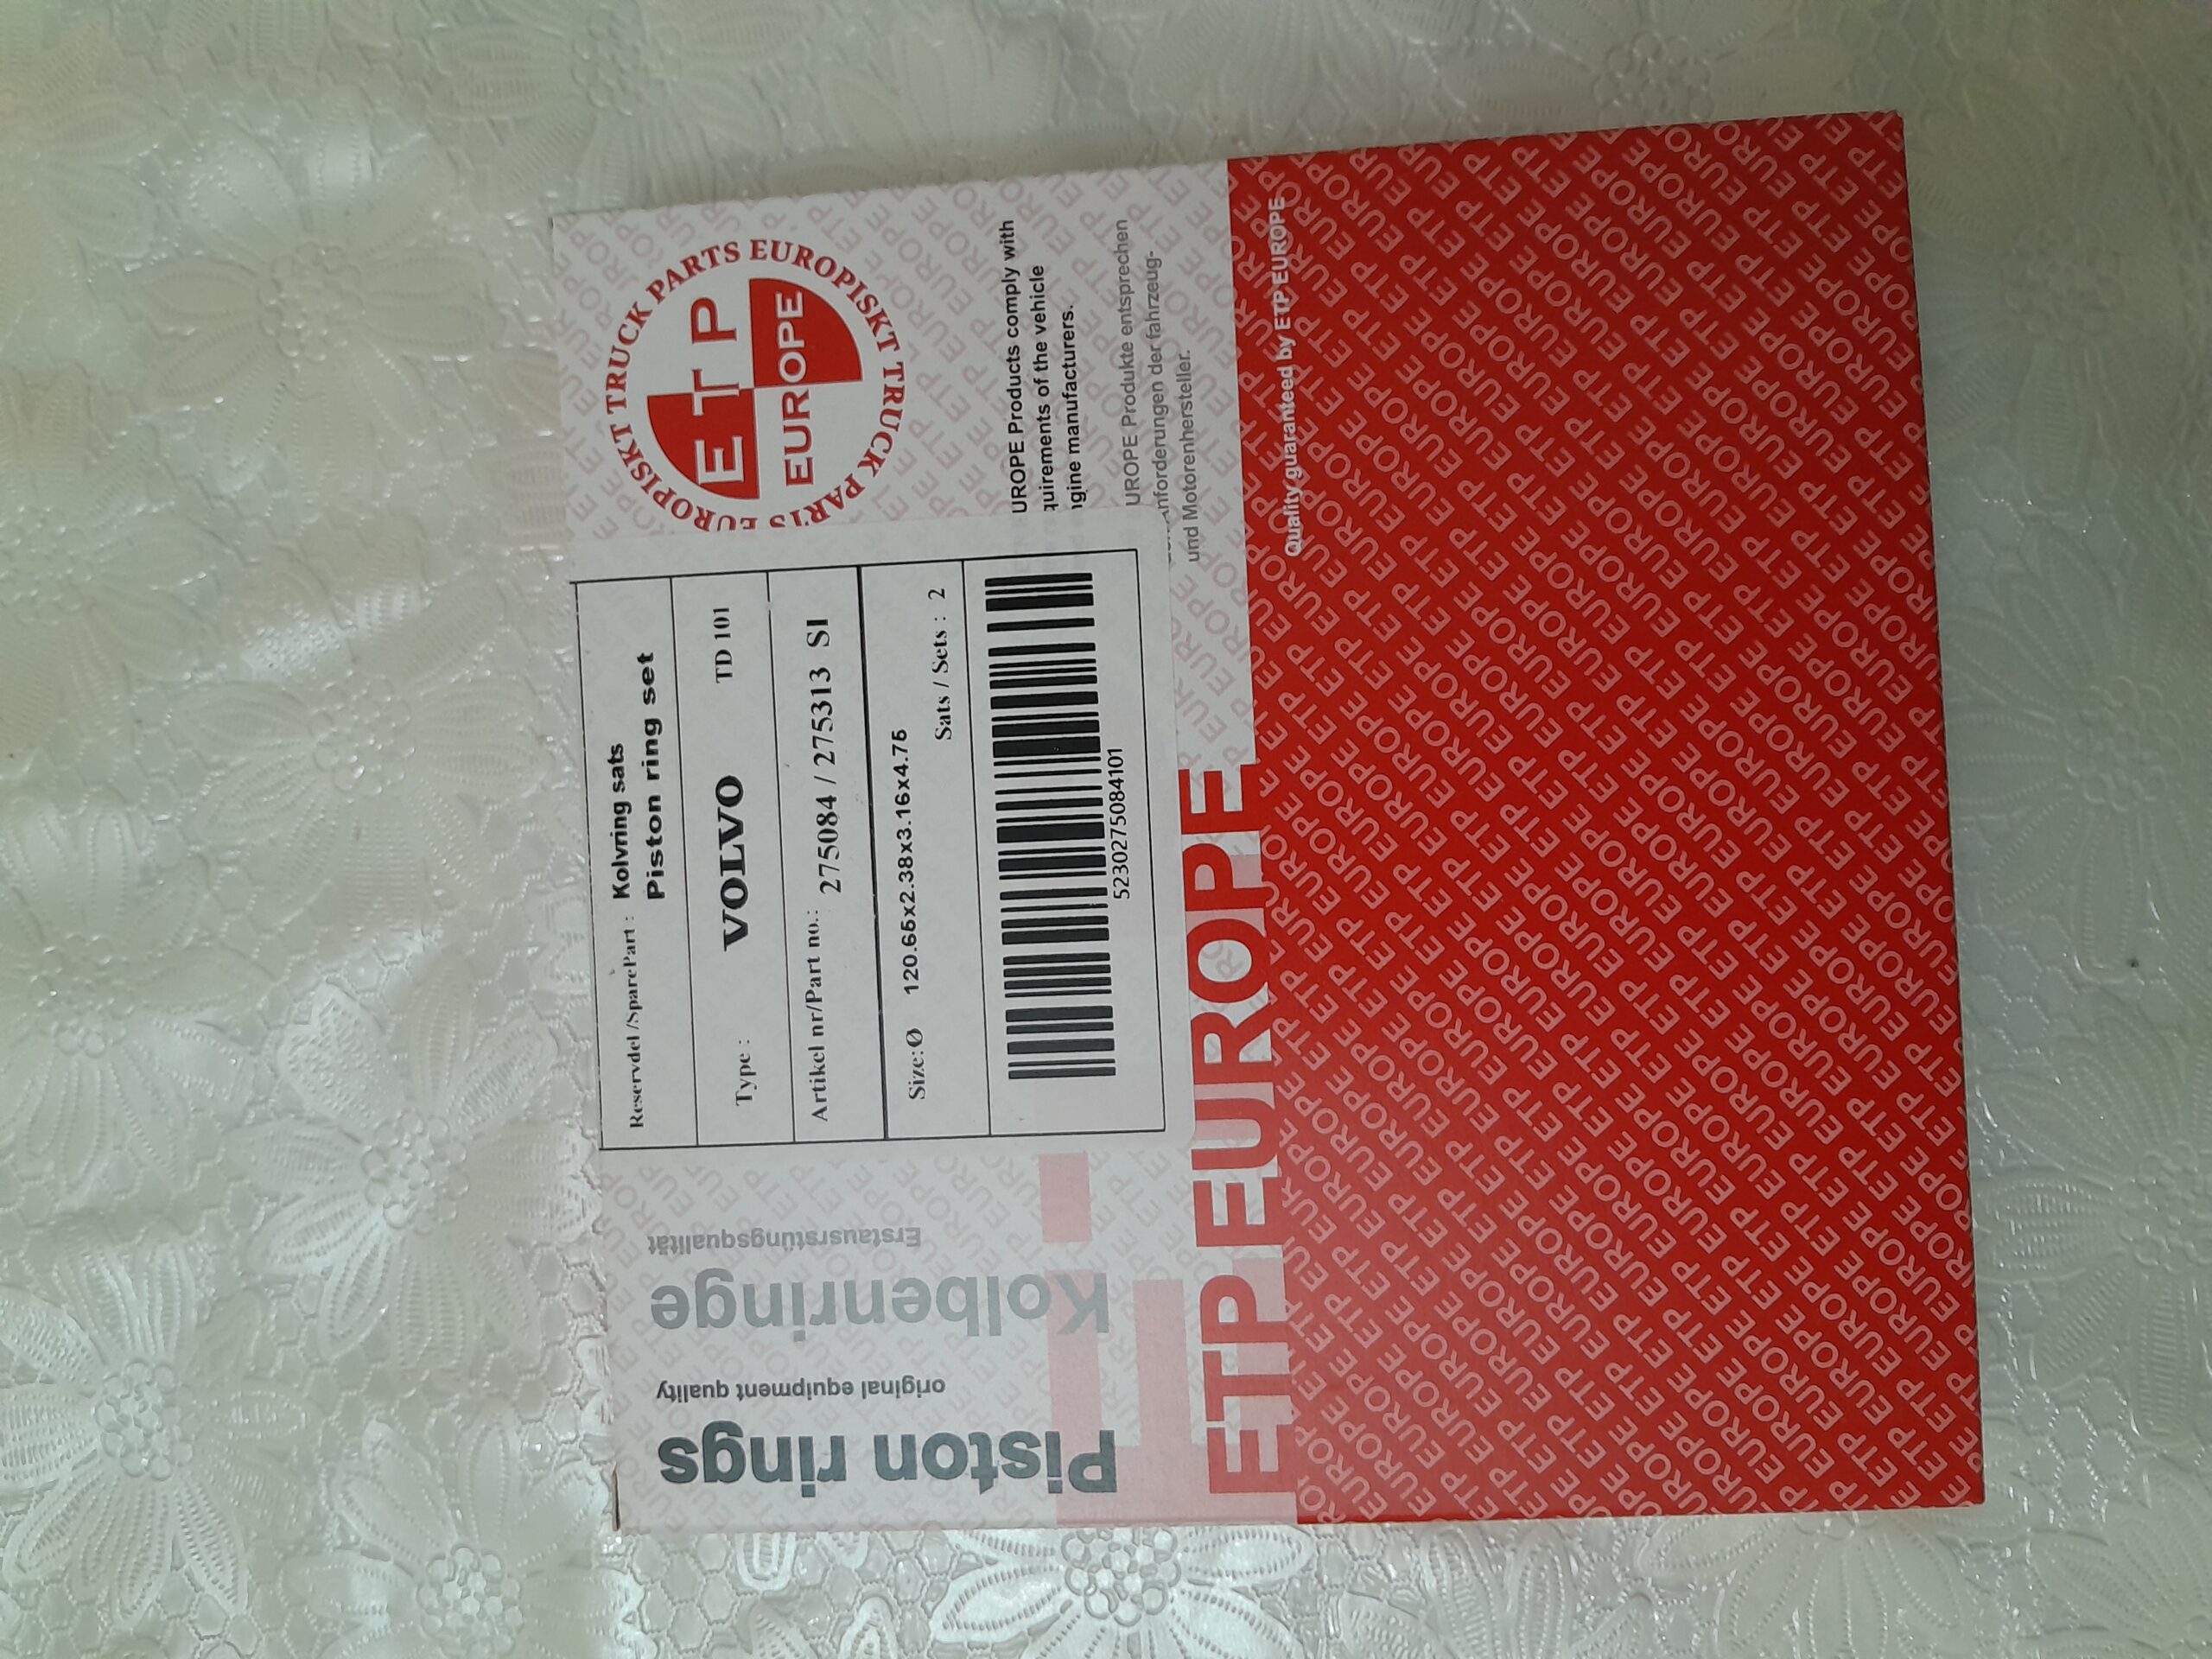 EUROPISKT TRUCK PARTS EUROPISKT TRUCK PARTS
ETP
EUROPE
Reservdel /SparePart : Kolvring sats
Piston ring set
Type : VOLVO TD 101
Artikel nr/Part no.: 275084 / 275313 SI
Size:Ø 120.65x2.38x3.16x4.75
Sats / Sets : 2
5230275084101
UROPE Products comply with
quirements of the vehicle
ngine manufacturers.
UROPE Produkte entsprechen
Anforderungen der fahrzeug-
und Motorenhersteller.
Piston rings
original equipment quality
Kolbenringe
Erstausrstüngsqualität
ETP EUROPE
Quality guaranteed by ETP EUROPE
ETP EUROPE